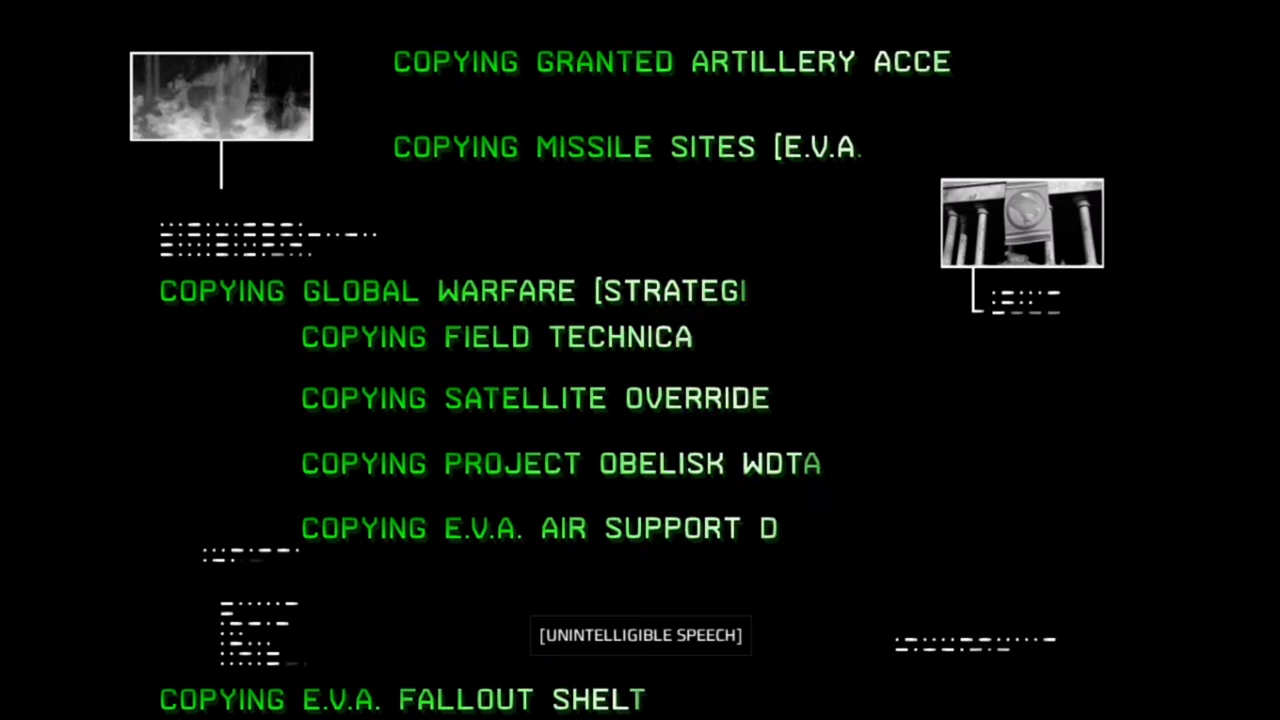 COPYING GRANTED ARTILLERY ACCE
COPYING MISSILE SITES [E.V.A.
COPYING GLOBAL WARFARE [STRATEGI
COPYING FIELD TECHNICA
COPYING SATELLITE OVERRIDE
COPYING PROJECT OBELISK WDTA
COPYING E.V.A. AIR SUPPORT D
[UNINTELLIGIBLE SPEECH]
COPYING E.V.A. FALLOUT SHELT